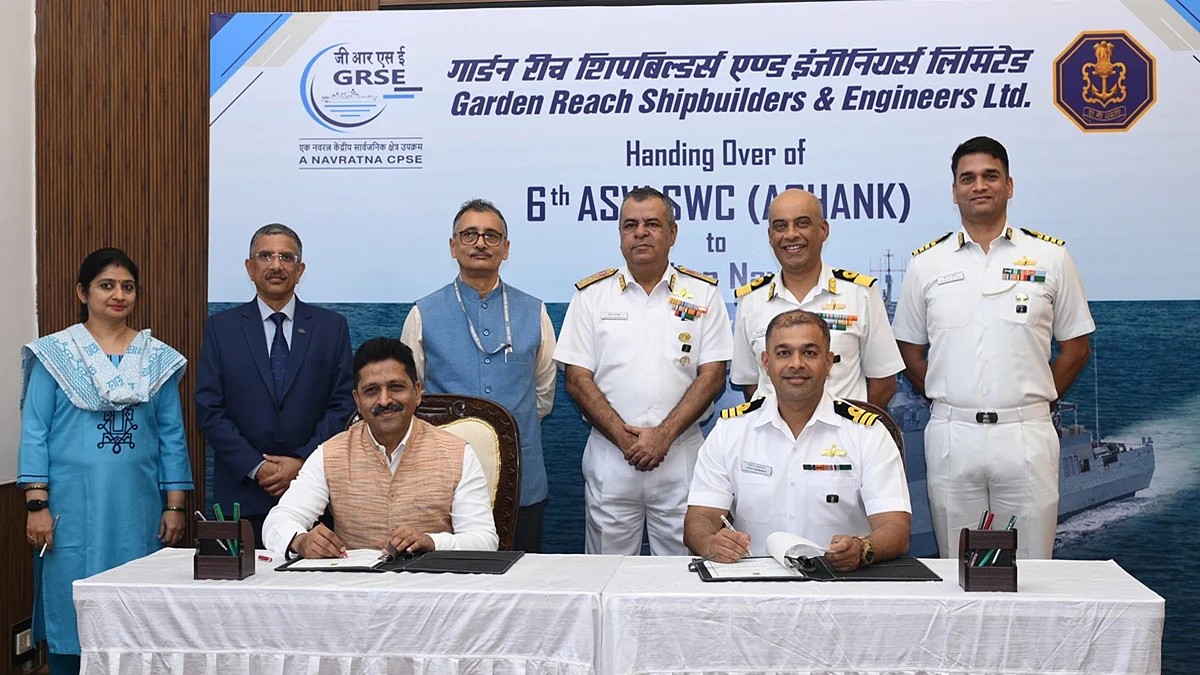 जी आर एस ई
GRSE
एक नवरत्न केंद्रीय सार्वजनिक क्षेत्र उपक्रम
A NAVRATNA CPSE
गार्डन रीच शिपबिल्डर्स एण्ड इंजीनियर्स लिमिटेड
Garden Reach Shipbuilders & Engineers Ltd.
Handing Over of
6th SWC
to